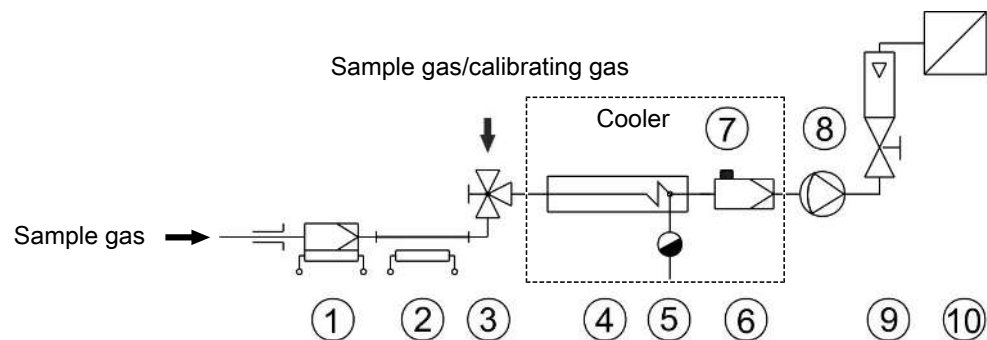 Sample gas/calibrating gas
Cooler
7
8
Sample gas
1 2 3 4 5 6 9 10